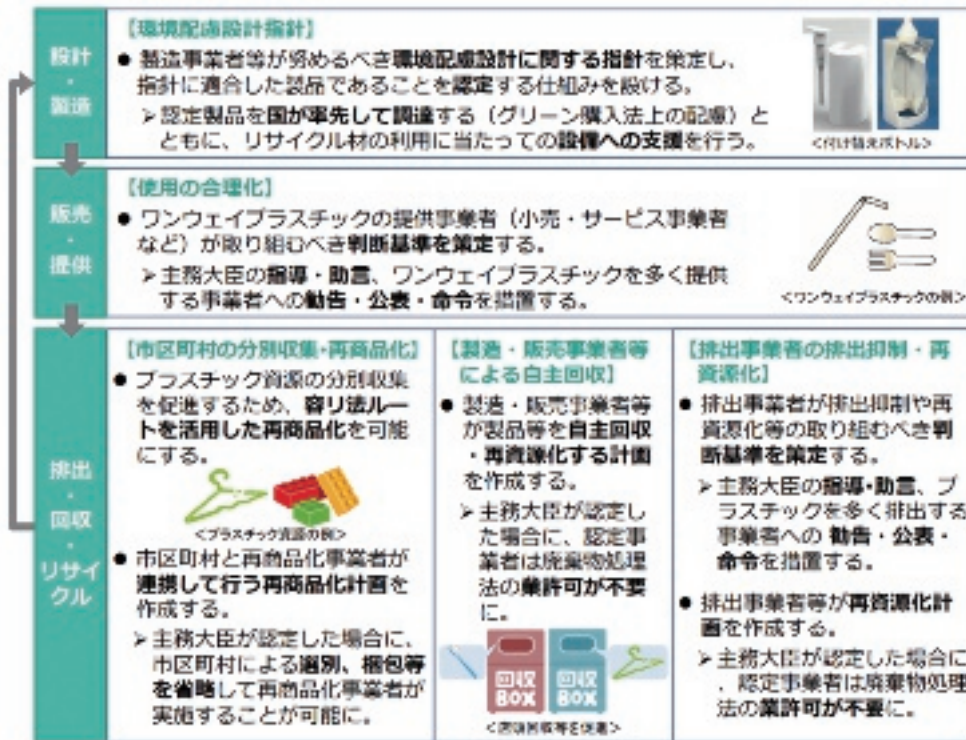 設計
・
製造
【環境配慮設計指針】
● 製造事業者等が努めるべき環境配慮設計に関する指針を策定し、
指針に適合した製品であることを認定する仕組みを設ける。
➢認定製品を国が率先して調達する（グリーン購入法上の配慮）と
ともに、リサイクル材の利用に当たっての設備への支援を行う。
＜付け替えボトル＞
販売
・
提供
【使用の合理化】
● ワンウェイプラスチックの提供事業者（小売・サービス事業者
など）が取り組むべき判断基準を策定する。
➢主務大臣の指導・助言、ワンウェイプラスチックを多く提供
する事業者への勧告・公表・命令を措置する。
＜ワンウェイプラスチックの例＞
排出
・
回収
・
リサイ
クル
【市区町村の分別収集・再商品化】
● プラスチック資源の分別収集
を促進するため、容リ法ルー
トを活用した再商品化を可能
にする。
＜プラスチック資源の例＞
● 市区町村と再商品化事業者が
連携して行う再商品化計画を
作成する。
➢主務大臣が認定した場合に、
市区町村による選別、梱包等
を省略して再商品化事業者が
実施することが可能に。
【製造・販売事業者等
による自主回収】
● 製造・販売事業者等
が製品等を自主回収
・再資源化する計画
を作成する。
➢主務大臣が認定し
た場合に、認定事
業者は廃棄物処理
法の業許可が不要
に。
回収
BOX
回収
BOX
＜店頭回収等を促進＞
【排出事業者の排出抑制・再
資源化】
● 排出事業者が排出抑制や再
資源化等の取り組むべき判
断基準を策定する。
➢主務大臣の指導・助言、プ
ラスチックを多く排出する
事業者への 勧告・公表・
命令を措置する。
● 排出事業者等が再資源化計
画を作成する。
➢主務大臣が認定した場合に
、認定事業者は廃棄物処理
法の業許可が不要に。